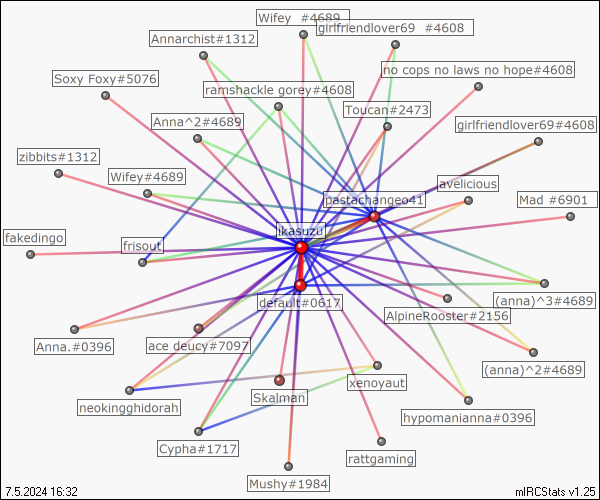 Wifey #4689
girlfriendlover69 #4608
Annarchist#1312
no cops no laws no hope#4608
Soxy Foxy#5076
ramshackle gorey#4608
Toucan#2473
Anna^2#4689
girlfriendlover69#4608
zibbits#1312
Wifey#4689
avelicious
pastachangeo41
Mad #6901
ikasuzu
fakedingo
frisout
default#0617
(anna)^3#4689
AlpineRooster#2156
Anna.#0396
ace deucy#7097
(anna)^2#4689
xenoyaut
Skalman
neokingghidorah
hypomanianna#0396
Cypha#1717
rattgaming
Mushy#1984
7.5.2024 16:32
mIRCStats v1.25